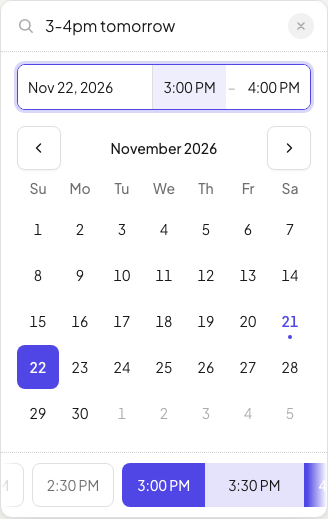 3-4pm tomorrow
Nov 22, 2026 3:00 PM – 4:00 PM
November 2026
Su Mo Tu We Th Fr Sa
1 2 3 4 5 6 7
8 9 10 11 12 13 14
15 16 17 18 19 20 21
22 23 24 25 26 27 28
29 30 1 2 3 4 5
2:30 PM 3:00 PM 3:30 PM